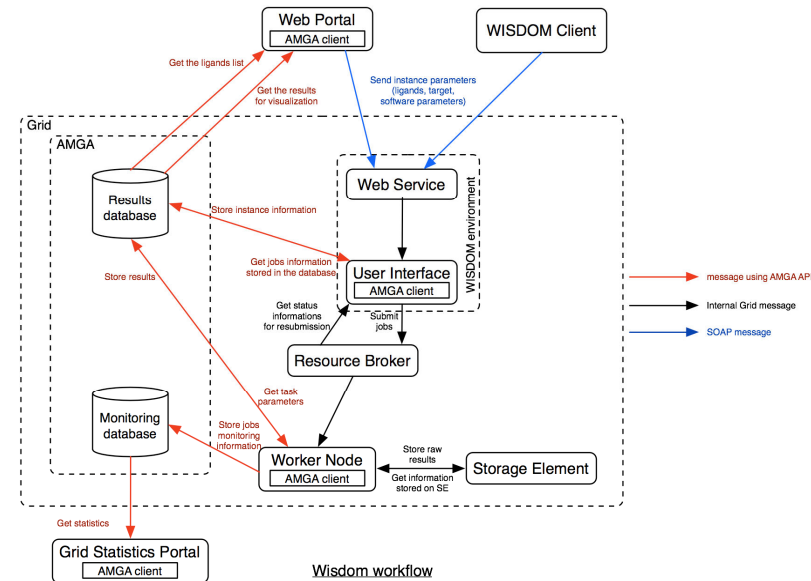 Web Portal
AMGA client
WISDOM Client
Get the ligands list
Get the results
for visualization
Send instance parameters
(ligands, target,
software parameters)
Grid
AMGA
Results
database
Web Service
WISDOM environment
Store instance information
Get jobs information
stored in the database
User Interface
AMGA client
Store results
message using AMGA API
Internal Grid message
SOAP message
Get status
informations
for resubmission
Submit
jobs
Resource Broker
Get task
parameters
Monitoring
database
Store jobs
monitoring
information
Worker Node
AMGA client
Store raw
results
Get information
stored on SE
Storage Element
Get statistics
Grid Statistics Portal
AMGA client
Wisdom workflow